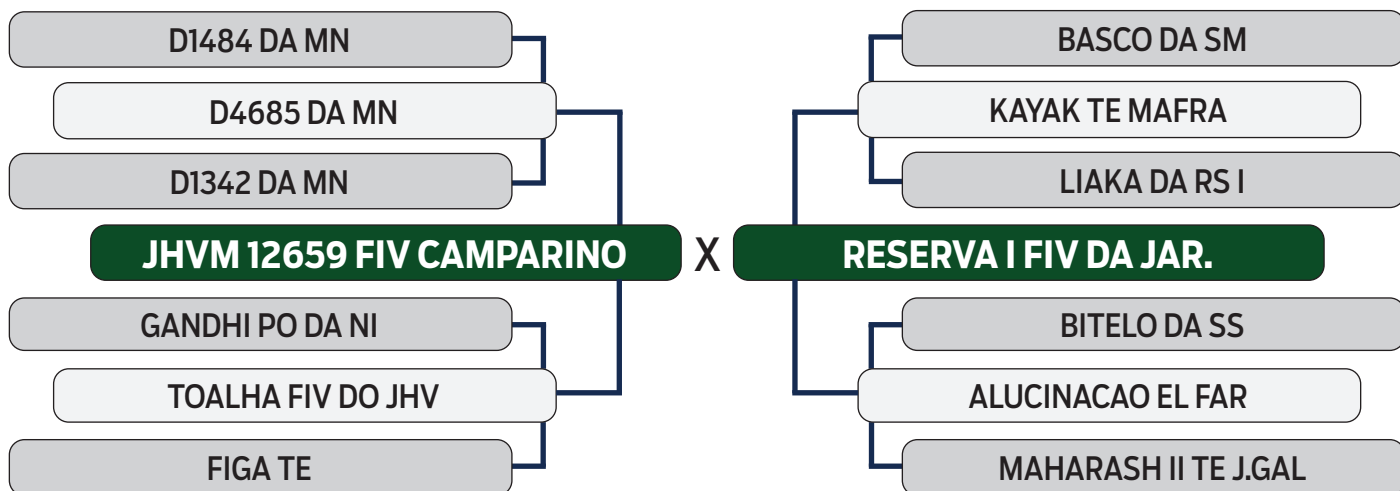 D1484 DA MN
BASCO DA SM
D4685 DA MN
KAYAK TE MAFRA
D1342 DA MN
LIAKA DA RS I
JHVM 12659 FIV CAMPARINO X RESERVA I FIV DA JAR.
GANDHI PO DA NI
BITELO DA SS
TOALHA FIV DO JHV
ALUCINACAO EL FAR
FIGA TE
MAHARASH II TE J.GAL